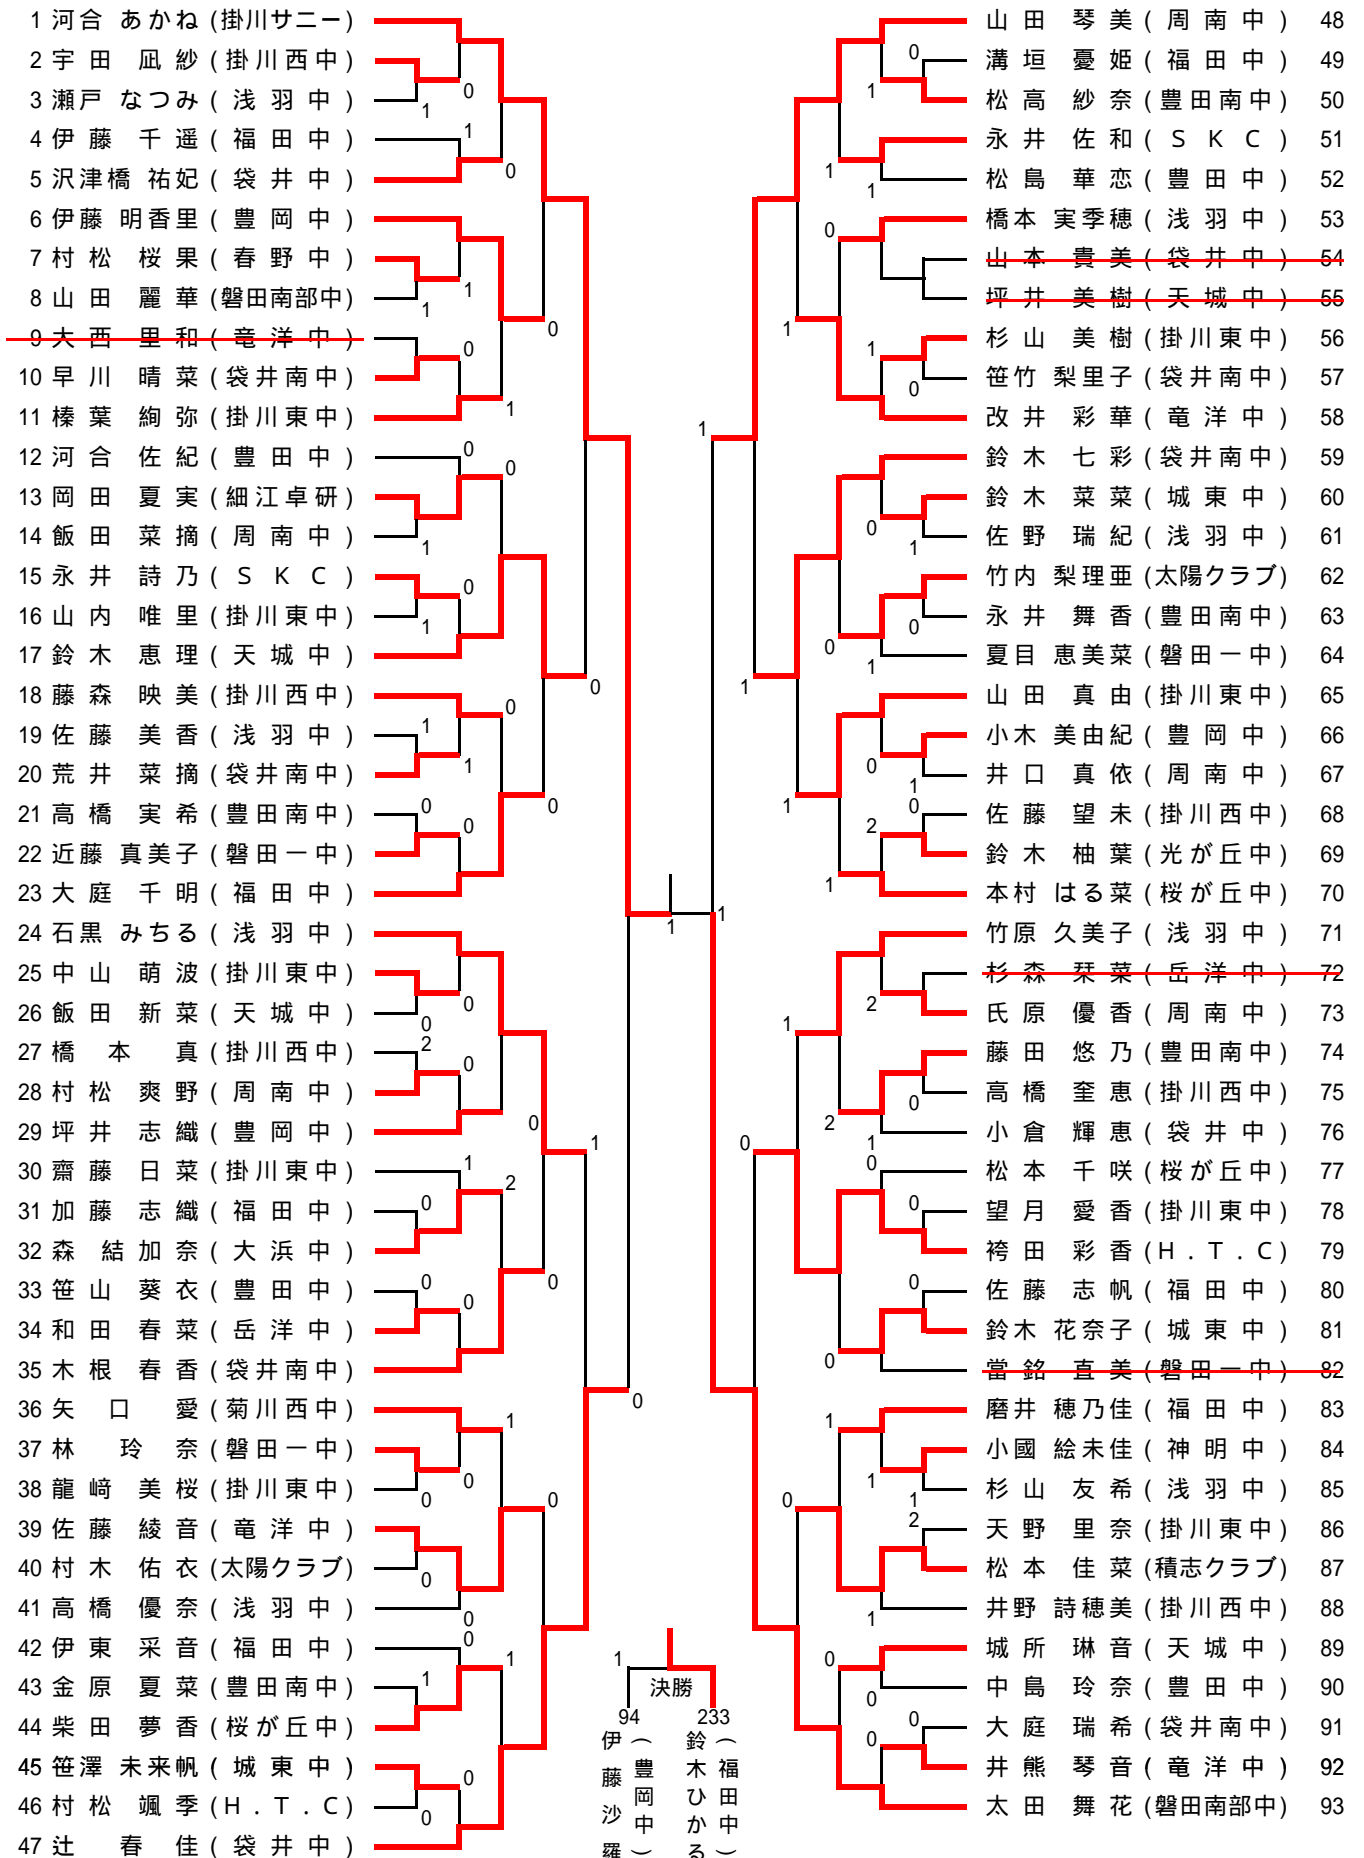 1 河合 あかね (掛川サニー)
2 宇田 凪紗 (掛川西中)
3 瀬戸 なつみ (浅羽中)
4 伊藤 千遥 (福田中)
5 沢津橋 祐妃 (袋井中)
6 伊藤 明香里 (豊岡中)
7 村松 桜果 (春野中)
8 山田 麗華 (磐田南部中)
9 大西 里和 (竜洋中)
10 早川 晴菜 (袋井南中)
11 榛葉 絢弥 (掛川東中)
12 河合 佐紀 (豊田中)
13 岡田 夏実 (細江卓研)
14 飯田 菜摘 (周南中)
15 永井 詩乃 (SKC)
16 山内 唯里 (掛川東中)
17 鈴木 恵理 (天城中)
18 藤森 映美 (掛川西中)
19 佐藤 美香 (浅羽中)
20 荒井 菜摘 (袋井南中)
21 高橋 実希 (豊田南中)
22 近藤 真美子 (磐田一中)
23 大庭 千明 (福田中)
24 石黒 みちる (浅羽中)
25 中山 萌波 (掛川東中)
26 飯田 新菜 (天城中)
27 橋本 真 (掛川西中)
28 村松 爽野 (周南中)
29 坪井 志織 (豊岡中)
30 齋藤 日菜 (掛川東中)
31 加藤 志織 (福田中)
32 森 結加奈 (大浜中)
33 笹山 葵衣 (豊田中)
34 和田 春菜 (岳洋中)
35 木根 春香 (袋井南中)
36 矢口 愛 (菊川西中)
37 林 玲奈 (磐田一中)
38 龍﨑 美桜 (掛川東中)
39 佐藤 綾音 (竜洋中)
40 村木 佑衣 (太陽クラブ)
41 高橋 優奈 (浅羽中)
42 伊東 采音 (福田中)
43 金原 夏菜 (豊田南中)
44 柴田 夢香 (桜が丘中)
45 笹澤 未来帆 (城東中)
46 村松 颯季 (H.T.C)
47 辻 春佳 (袋井中)
山田 琴美 (周南中) 48
溝垣 憂姫 (福田中) 49
松高 紗奈 (豊田南中) 50
永井 佐和 (SKC) 51
松島 華恋 (豊田中) 52
橋本 実季穂 (浅羽中) 53
山本 貴美 (袋井中) 54
坪井 美樹 (天城中) 55
杉山 美樹 (掛川東中) 56
笹竹 梨里子 (袋井南中) 57
改井 彩華 (竜洋中) 58
鈴木 七彩 (袋井南中) 59
鈴木 菜菜 (城東中) 60
佐野 瑞紀 (浅羽中) 61
竹内 梨理亜 (太陽クラブ) 62
永井 舞香 (豊田南中) 63
夏目 恵美菜 (磐田一中) 64
山田 真由 (掛川東中) 65
小木 美由紀 (豊岡中) 66
井口 真依 (周南中) 67
佐藤 望未 (掛川西中) 68
鈴木 柚葉 (光が丘中) 69
本村 はる菜 (桜が丘中) 70
竹原 久美子 (浅羽中) 71
杉森 栞菜 (岳洋中) 72
氏原 優香 (周南中) 73
藤田 悠乃 (豊田南中) 74
高橋 奎恵 (掛川西中) 75
小倉 輝恵 (袋井中) 76
松本 千咲 (桜が丘中) 77
望月 愛香 (掛川東中) 78
袴田 彩香 (H.T.C) 79
佐藤 志帆 (福田中) 80
鈴木 花奈子 (城東中) 81
當銘 直美 (磐田一中) 82
磨井 穂乃佳 (福田中) 83
小國 絵未佳 (神明中) 84
杉山 友希 (浅羽中) 85
天野 里奈 (掛川東中) 86
松本 佳菜 (積志クラブ) 87
井野 詩穂美 (掛川西中) 88
城所 琳音 (天城中) 89
中島 玲奈 (豊田中) 90
大庭 瑞希 (袋井南中) 91
井熊 琴音 (竜洋中) 92
太田 舞花 (磐田南部中) 93
1
決勝
94 233
伊藤沙羅 (豊岡中)
鈴木ひかる (福田中)